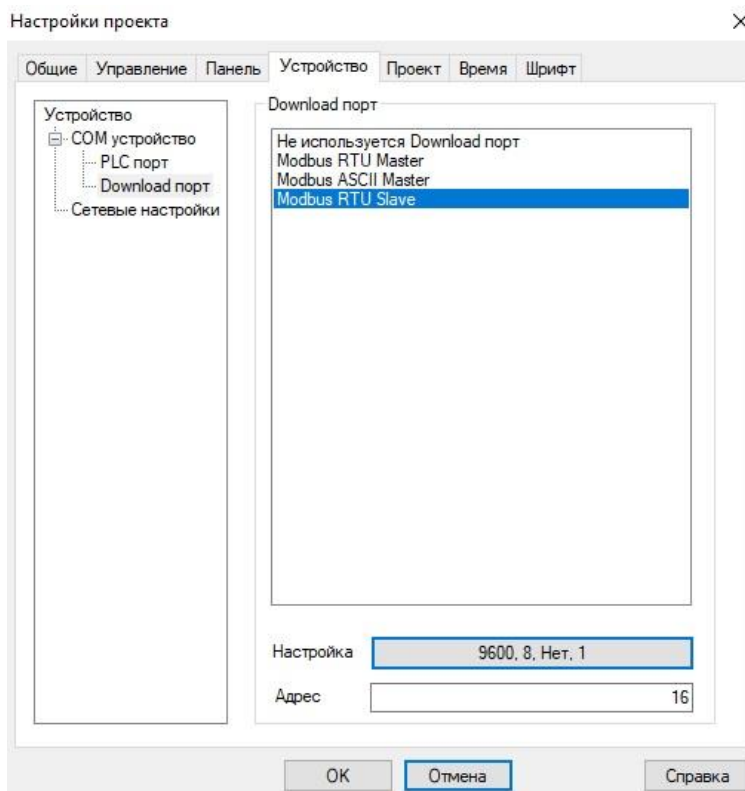 Настройки проекта
Общие Управление Панель Устройство Проект Время Шрифт
Устройство
COM устройство
PLC порт
Download порт
Сетевые настройки
Download порт
Не используется Download порт
Modbus RTU Master
Modbus ASCII Master
Modbus RTU Slave
Настройка 9600, 8, Нет, 1
Адрес 16
OK Отмена Справка